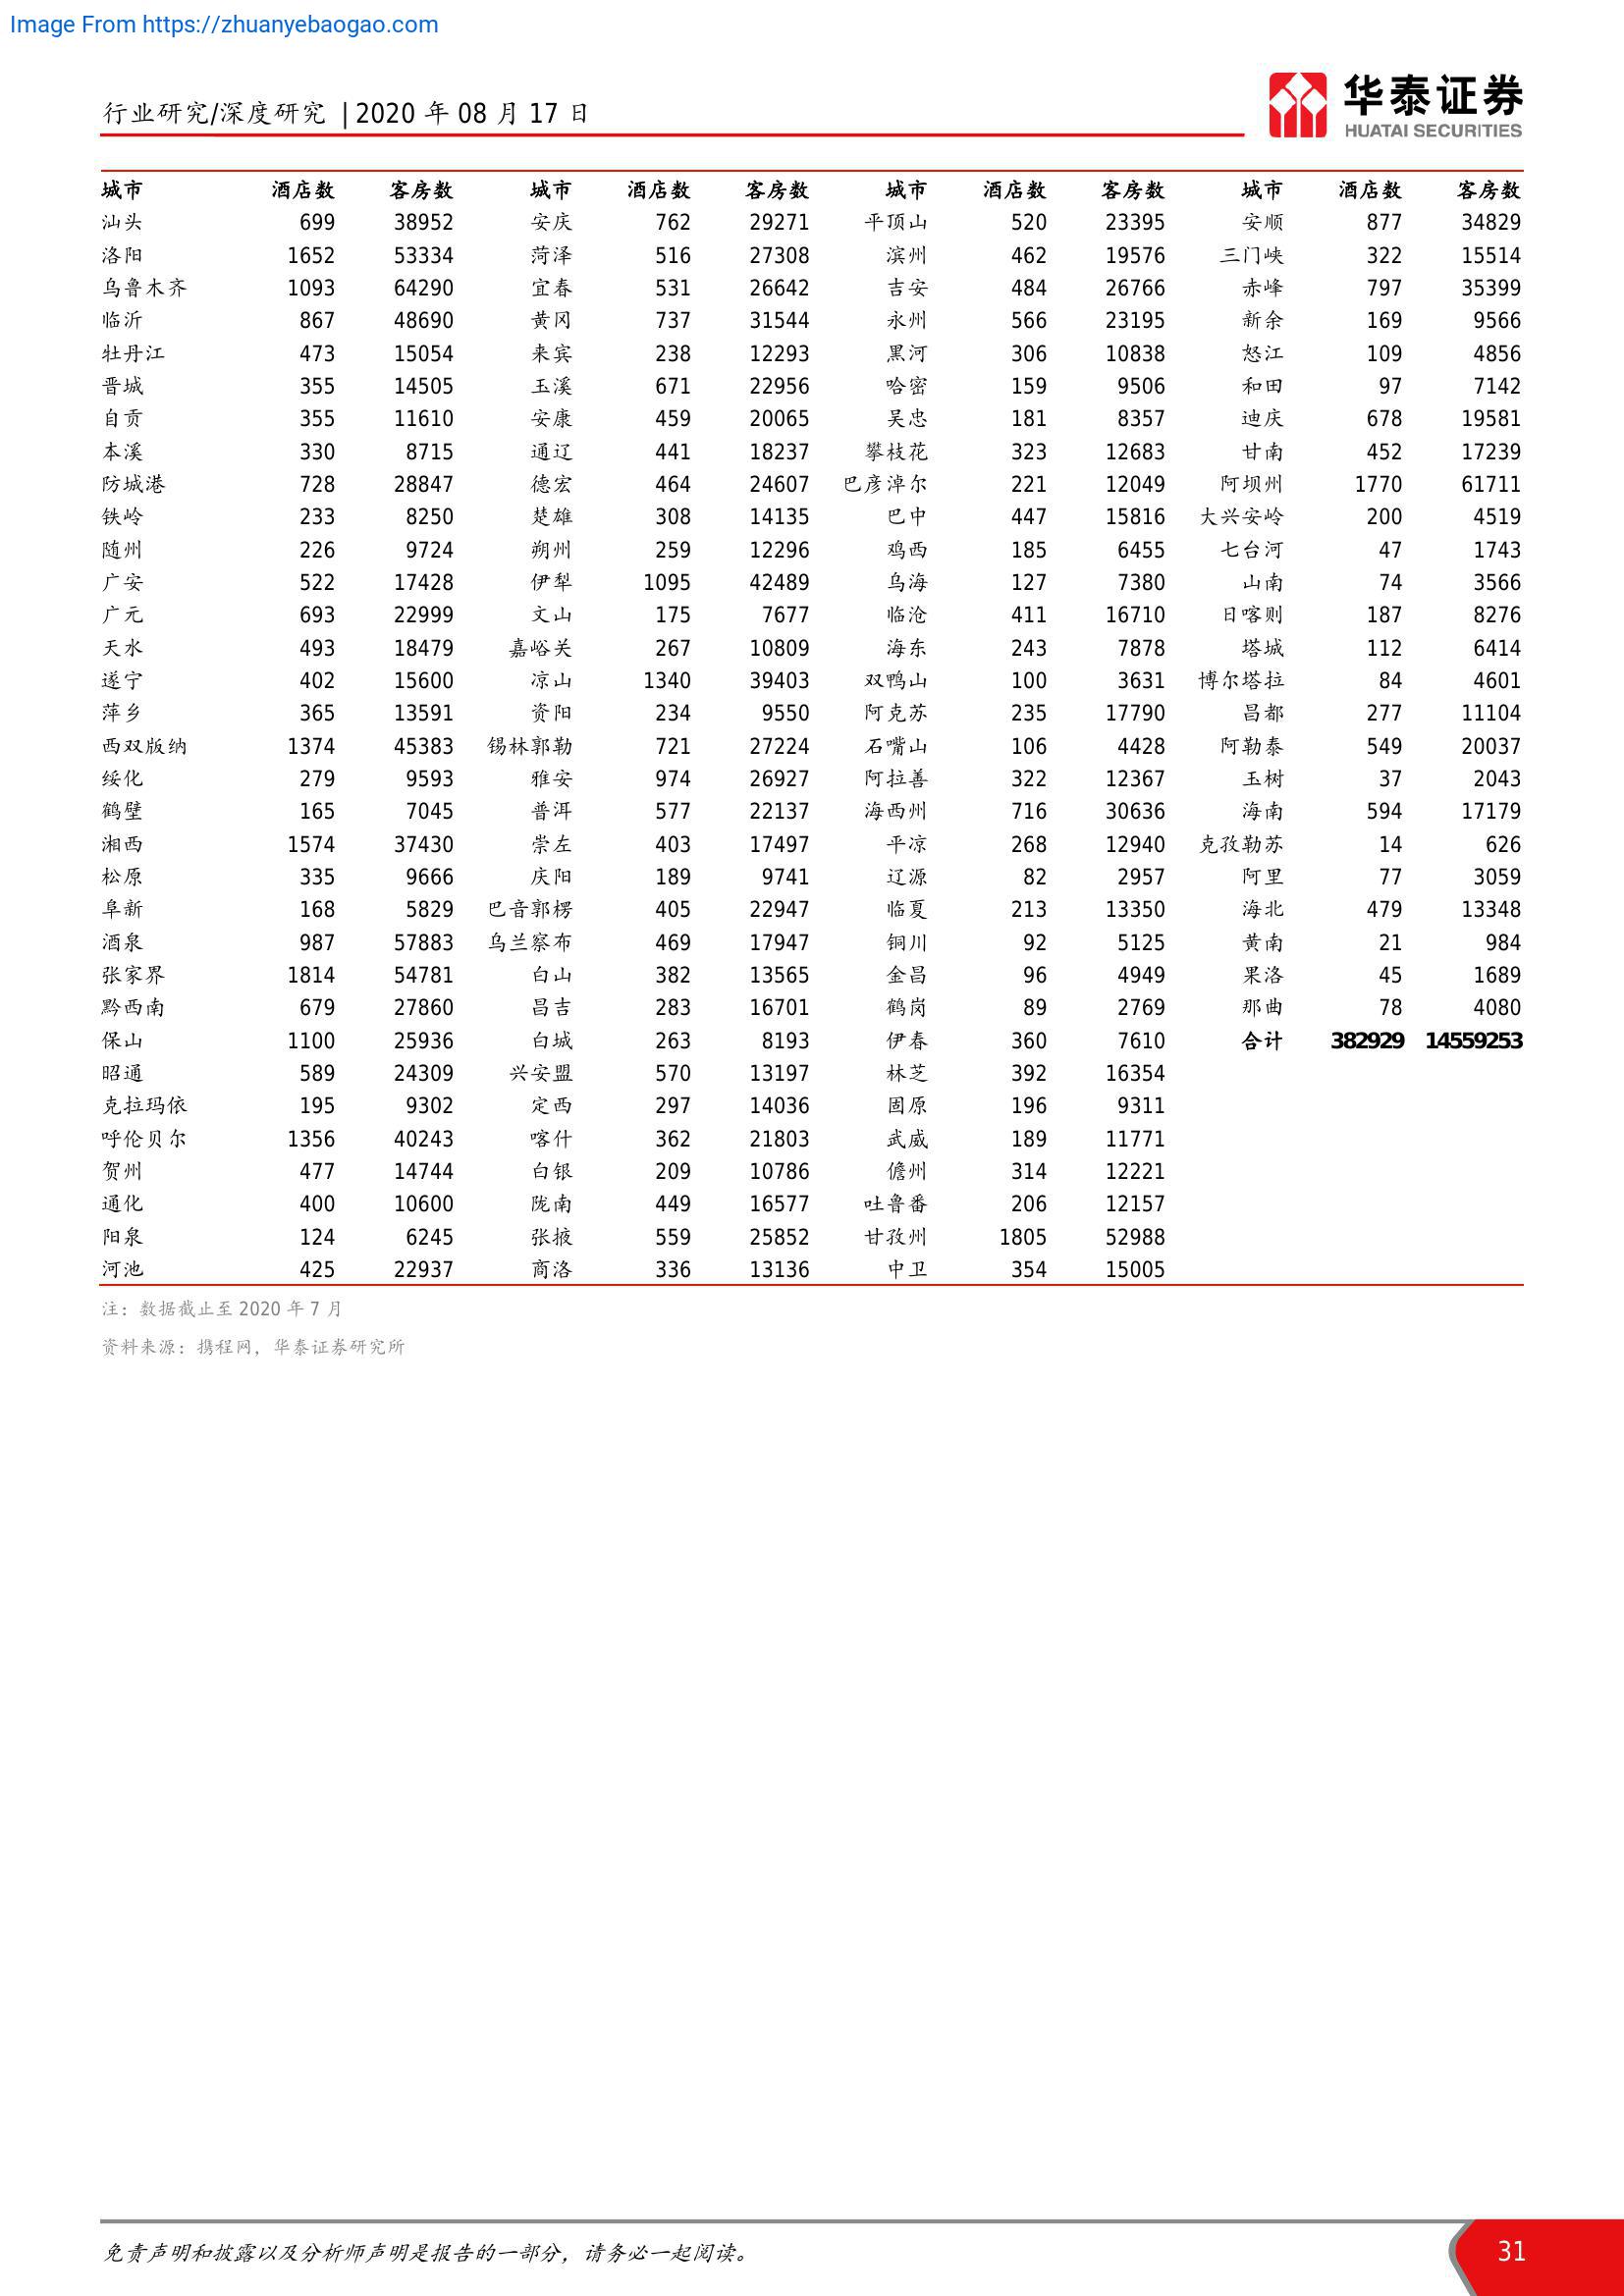 Image From https://zhuanyebaogao.com
行业研究/深度研究 | 2020 年 08 月 17 日
华泰证券
HUATAI SECURITIES
城市 酒店数 客房数 城市 酒店数 客房数 城市 酒店数 客房数 城市 酒店数 客房数
汕头 699 38952 安庆 762 29271 平顶山 520 23395 安顺 877 34829
洛阳 1652 53334 菏泽 516 27308 滨州 462 19576 三门峡 322 15514
乌鲁木齐 1093 64290 宜春 531 26642 吉安 484 26766 赤峰 797 35399
临沂 867 48690 黄冈 737 31544 永州 566 23195 新余 169 9566
牡丹江 473 15054 来宾 238 12293 黑河 306 10838 怒江 109 4856
晋城 355 14505 玉溪 671 22956 哈密 159 9506 和田 97 7142
自贡 355 11610 安康 459 20065 吴忠 181 8357 迪庆 678 19581
本溪 330 8715 通辽 441 18237 攀枝花 323 12683 甘南 452 17239
防城港 728 28847 德宏 464 24607 巴彦淖尔 221 12049 阿坝州 1770 61711
铁岭 233 8250 楚雄 308 14135 巴中 447 15816 大兴安岭 200 4519
随州 226 9724 朔州 259 12296 鸡西 185 6455 七台河 47 1743
广安 522 17428 伊犁 1095 42489 乌海 127 7380 山南 74 3566
广元 693 22999 文山 175 7677 临沧 411 16710 日喀则 187 8276
天水 493 18479 嘉峪关 267 10809 海东 243 7878 塔城 112 6414
遂宁 402 15600 凉山 1340 39403 双鸭山 100 3631 博尔塔拉 84 4601
萍乡 365 13591 资阳 234 9550 阿克苏 235 17790 昌都 277 11104
西双版纳 1374 45383 锡林郭勒 721 27224 石嘴山 106 4428 阿勒泰 549 20037
绥化 279 9593 雅安 974 26927 阿拉善 322 12367 玉树 37 2043
鹤壁 165 7045 普洱 577 22137 海西州 716 30636 海南 594 17179
湘西 1574 37430 崇左 403 17497 平凉 268 12940 克孜勒苏 14 626
松原 335 9666 庆阳 189 9741 辽源 82 2957 阿里 77 3059
阜新 168 5829 巴音郭楞 405 22947 临夏 213 13350 海北 479 13348
酒泉 987 57883 乌兰察布 469 17947 铜川 92 5125 黄南 21 984
张家界 1814 54781 白山 382 13565 金昌 96 4949 果洛 45 1689
黔西南 679 27860 昌吉 283 16701 鹤岗 89 2769 那曲 78 4080
保山 1100 25936 白城 263 8193 伊春 360 7610 合计 382929 14559253
昭通 589 24309 兴安盟 570 13197 林芝 392 16354
克拉玛依 195 9302 定西 297 14036 固原 196 9311
呼伦贝尔 1356 40243 喀什 362 21803 武威 189 11771
贺州 477 14744 白银 209 10786 儋州 314 12221
通化 400 10600 陇南 449 16577 吐鲁番 206 12157
阳泉 124 6245 张掖 559 25852 甘孜州 1805 52988
河池 425 22937 商洛 336 13136 中卫 354 15005
注：数据截止至 2020 年 7 月
资料来源：携程网，华泰证券研究所
免责声明和披露以及分析师声明是报告的一部分，请务必一起阅读。
31